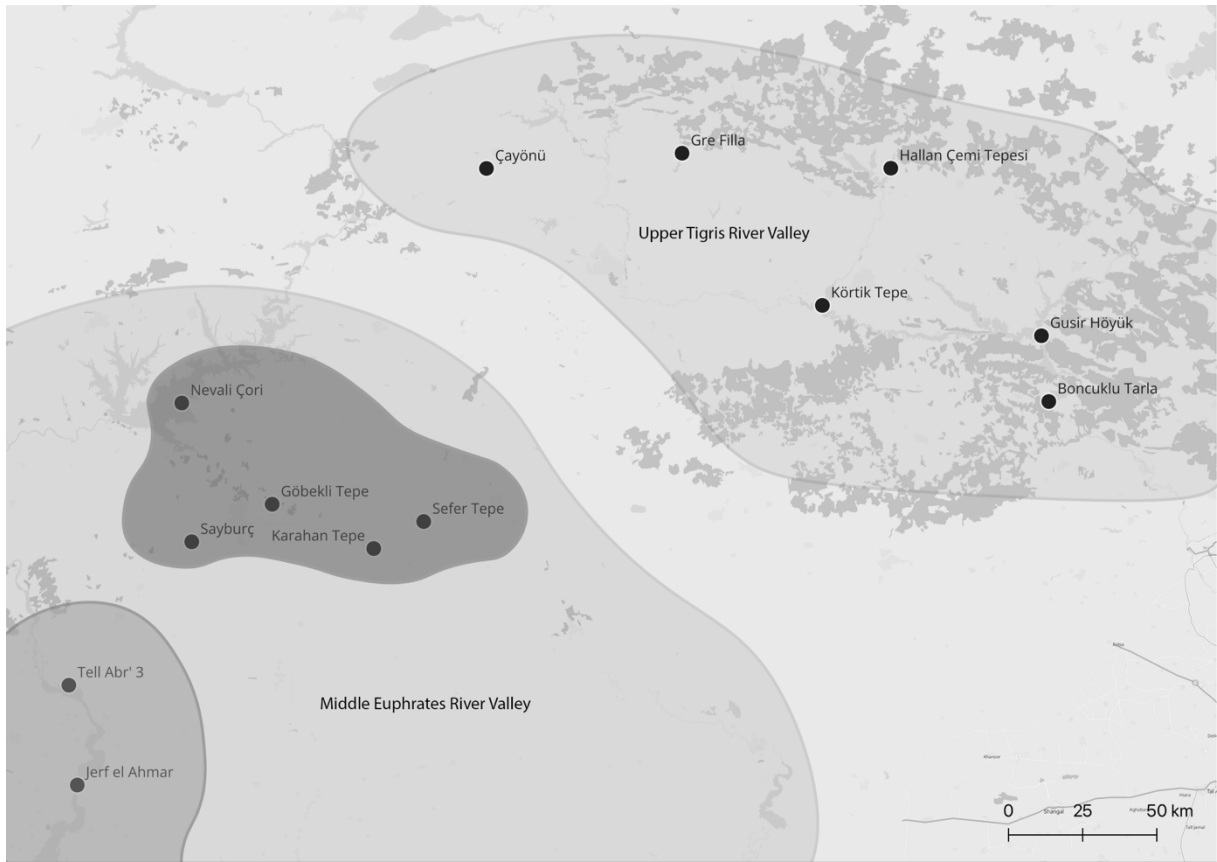 Gre Filla
Çayönü
Hallan Çemi Tepesi
Upper Tigris River Valley
Körtik Tepe
Gusir Höyük
Nevali Çori
Boncuklu Tarla
Göbekli Tepe
Sefer Tepe
Sayburç
Karahan Tepe
Tell Abr' 3
Middle Euphrates River Valley
Jerf el Ahmar
0 25 50 km
Shangal